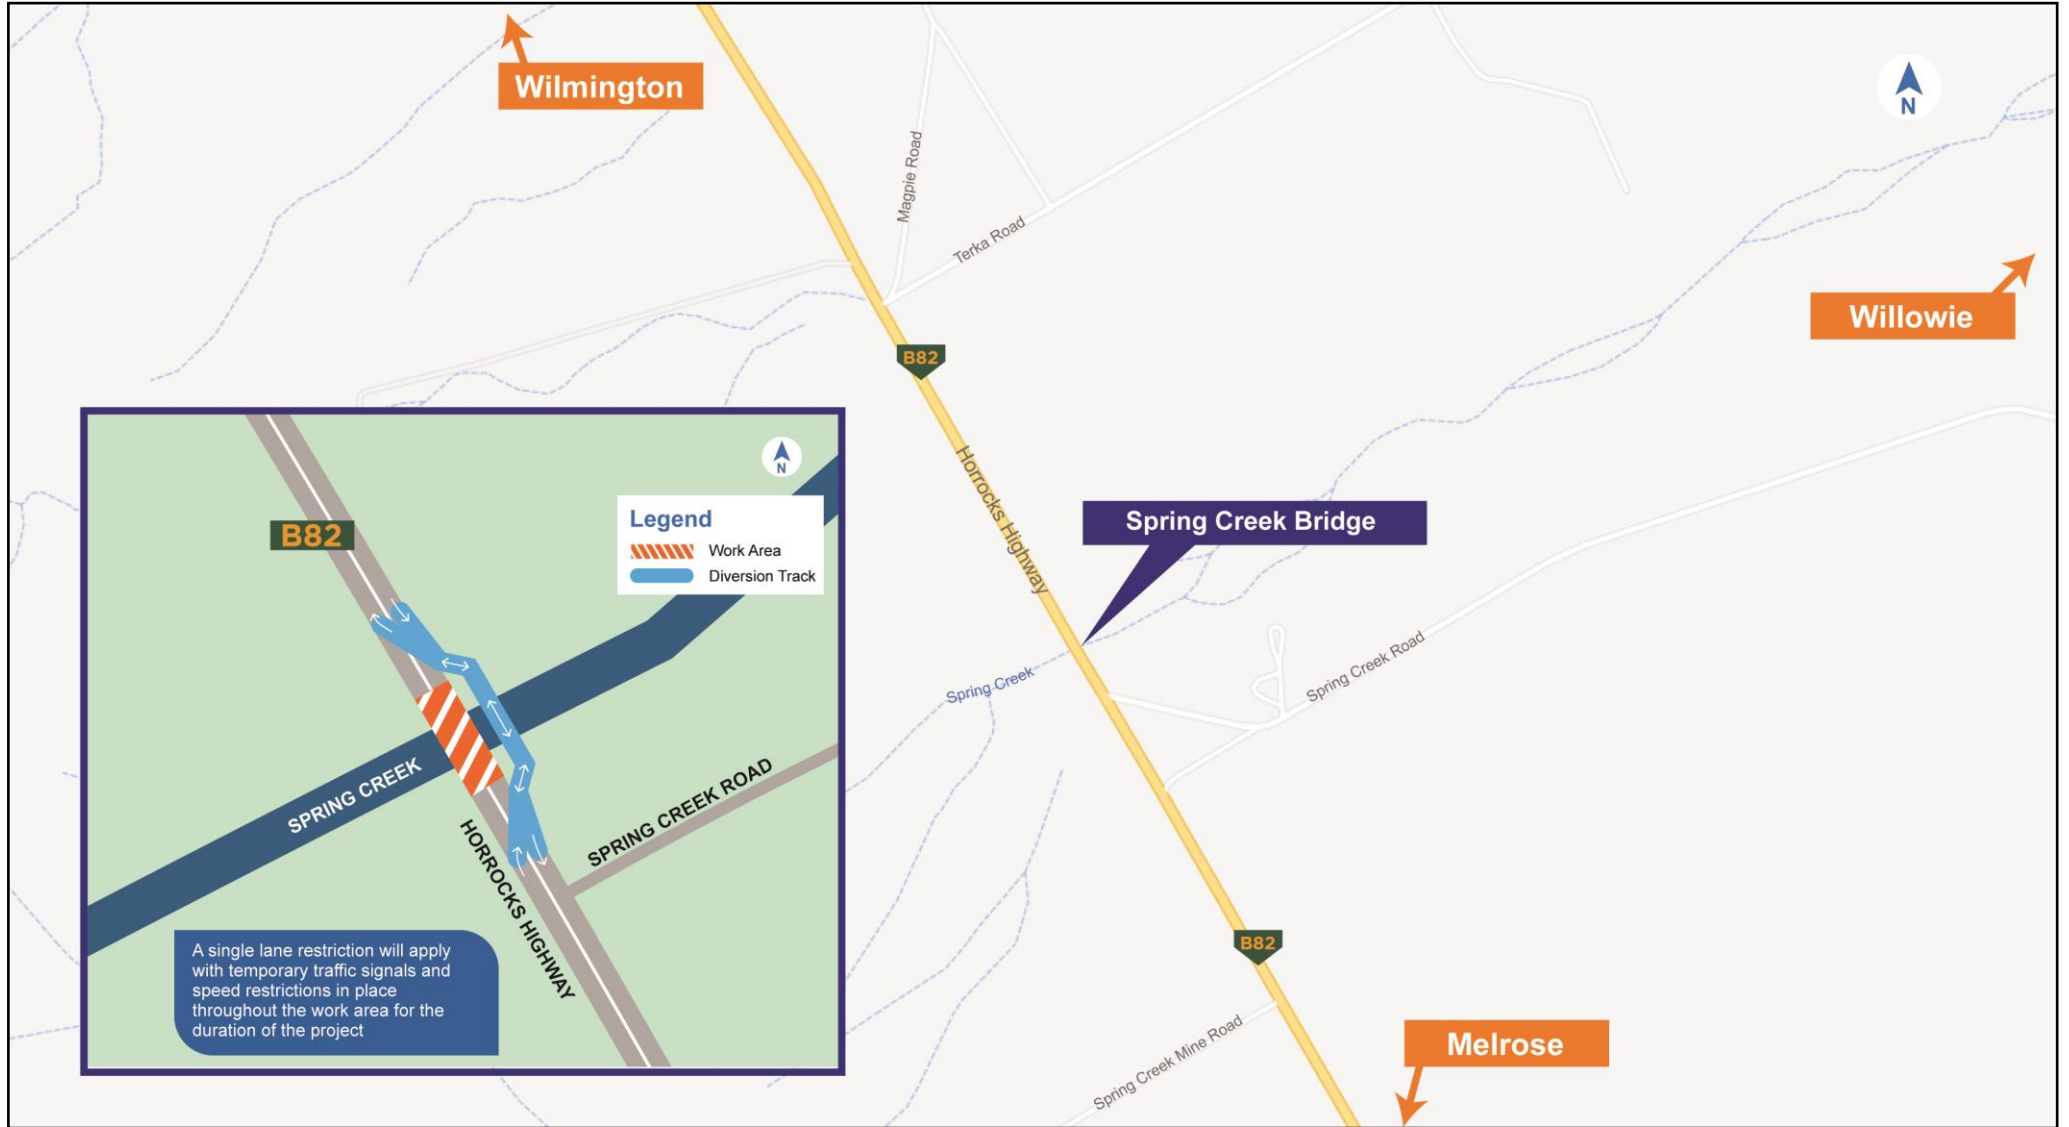 Wilmington
N
Magpie Road
Terka Road
Willowie
B82
Horrocks Highway
Spring Creek Bridge
Spring Creek
Spring Creek Road
B82
Spring Creek Mine Road
Melrose
N
B82
Legend
Work Area
Diversion Track
SPRING CREEK
SPRING CREEK ROAD
HORROCKS HIGHWAY
A single lane restriction will apply
with temporary traffic signals and
speed restrictions in place
throughout the work area for the
duration of the project